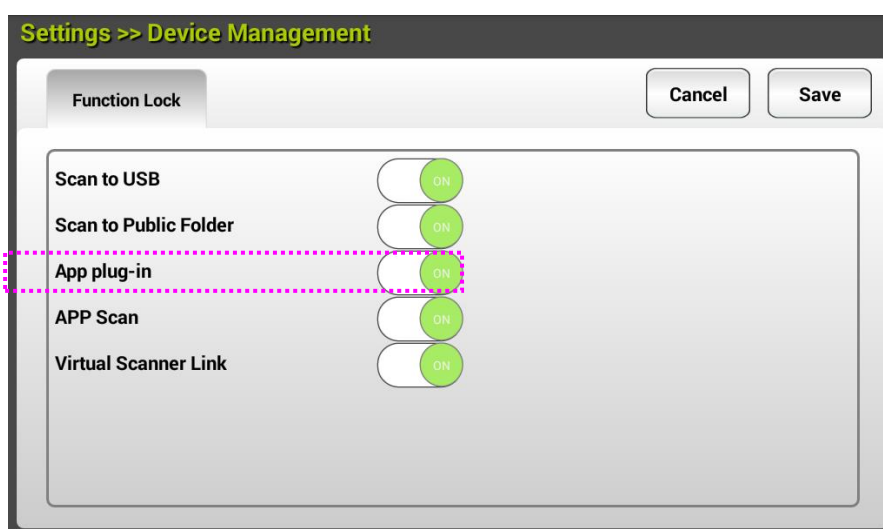 Settings >> Device Management
Function Lock
Cancel
Save
Scan to USB
ON
Scan to Public Folder
ON
App plug-in
ON
APP Scan
ON
Virtual Scanner Link
ON